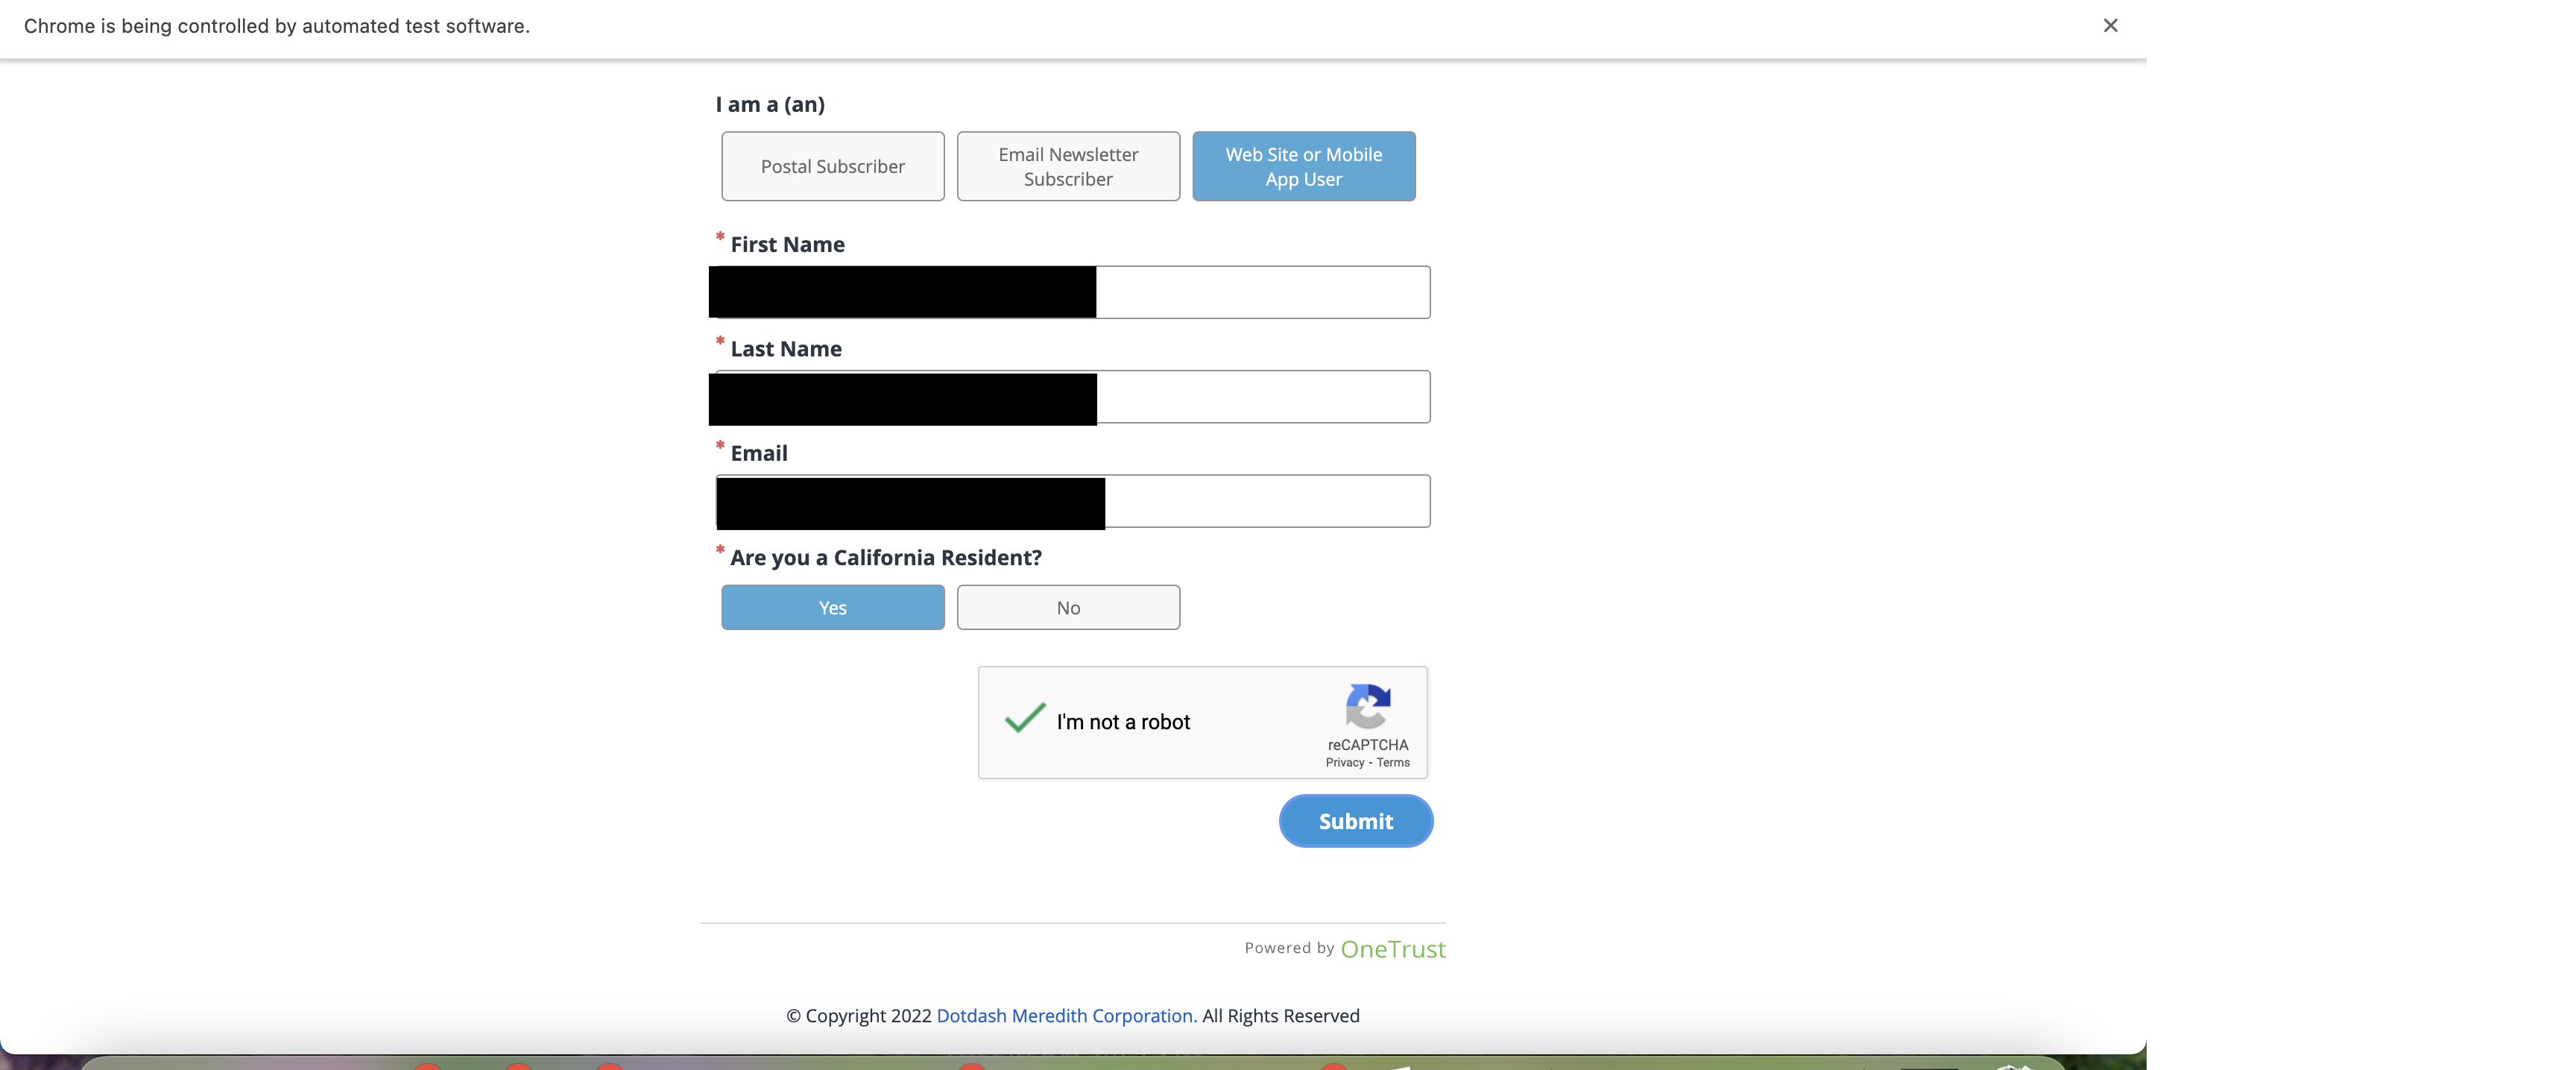 Chrome is being controlled by automated test software.
I am a (an)
Postal Subscriber
Email Newsletter
Subscriber
Web Site or Mobile
App User
* First Name
* Last Name
* Email
* Are you a California Resident?
Yes
No
I'm not a robot
reCAPTCHA
Privacy - Terms
Submit
Powered by OneTrust
© Copyright 2022 Dotdash Meredith Corporation. All Rights Reserved